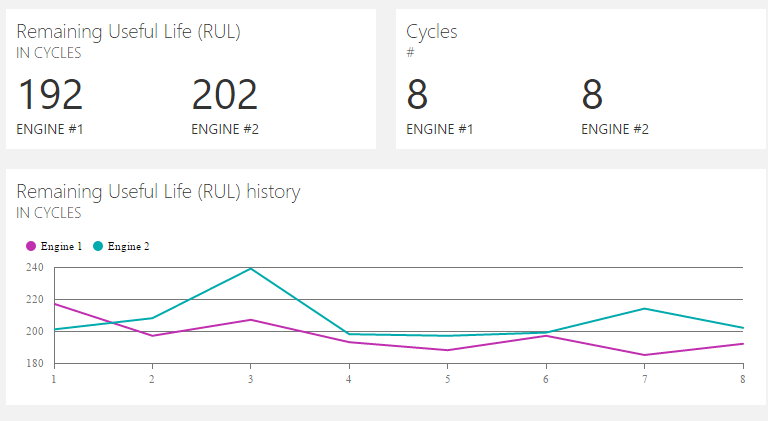 Remaining Useful Life (RUL)
IN CYCLES
192 202
ENGINE #1 ENGINE #2
Cycles
#
8 8
ENGINE #1 ENGINE #2
Remaining Useful Life (RUL) history
IN CYCLES
Engine 1 Engine 2
240
220
200
180
1 2 3 4 5 6 7 8